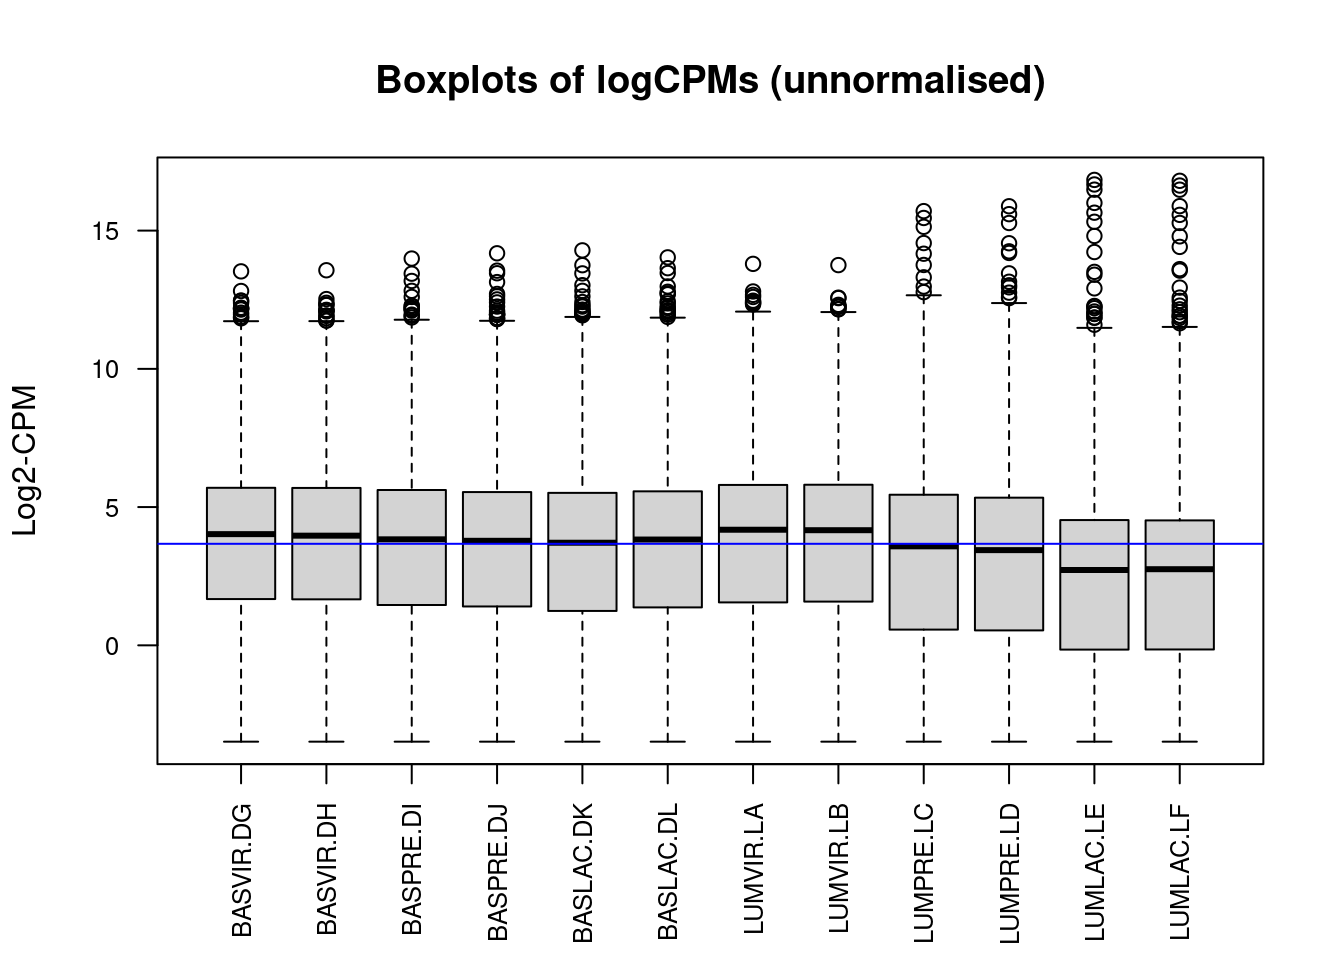 Boxplots of logCPMs (unnormalised)
Log2-CPM
15
10
5
0
BASVIR.DG
BASVIR.DH
BASPRE.DI
BASPRE.DJ
BASLAC.DK
BASLAC.DL
LUMVIR.LA
LUMVIR.LB
LUMPRE.LC
LUMPRE.LD
LUMLAC.LE
LUMLAC.LF